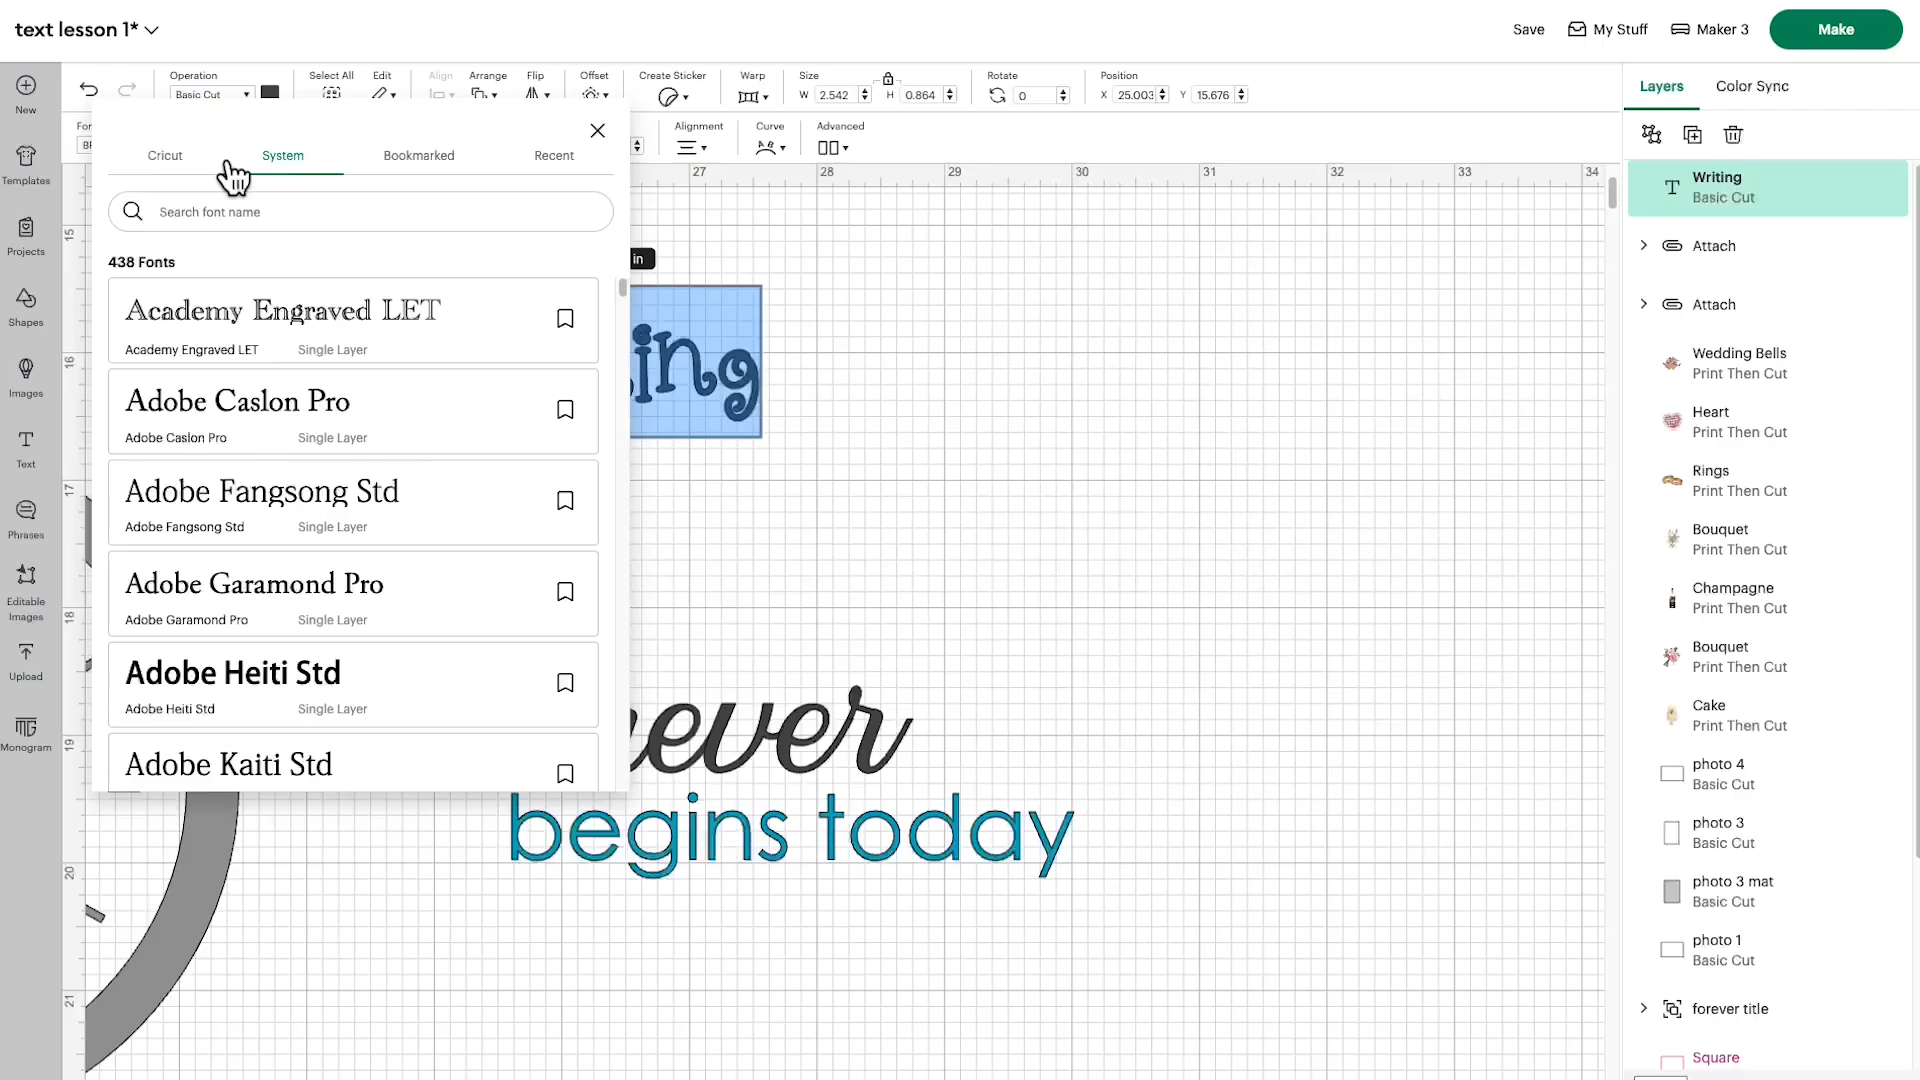 text lesson 1*
Save
My Stuff
Maker 3
Make
New
Templates
Projects
Shapes
Images
Text
Phrases
Editable
Images
Upload
Monogram
Operation
Basic Cut
Select All
Edit
Align
Arrange
Flip
Offset
Create Sticker
Warp
Size
W 2.542
H 0.864
Rotate
0
Position
X 25.003
Y 15.676
Alignment
Curve
Advanced
Cricut
System
Bookmarked
Recent
Search font name
438 Fonts
Academy Engraved LET
Academy Engraved LET Single Layer
Adobe Caslon Pro
Adobe Caslon Pro Single Layer
Adobe Fangsong Std
Adobe Fangsong Std Single Layer
Adobe Garamond Pro
Adobe Garamond Pro Single Layer
Adobe Heiti Std
Adobe Heiti Std Single Layer
Adobe Kaiti Std
27 28 29 30 31 32 33 34
15
16
17
18
19
20
21
in
ing
ever
begins today
Layers
Color Sync
Writing
Basic Cut
Attach
Attach
Wedding Bells
Print Then Cut
Heart
Print Then Cut
Rings
Print Then Cut
Bouquet
Print Then Cut
Champagne
Print Then Cut
Bouquet
Print Then Cut
Cake
Print Then Cut
photo 4
Basic Cut
photo 3
Basic Cut
photo 3 mat
Basic Cut
photo 1
Basic Cut
forever title
Square